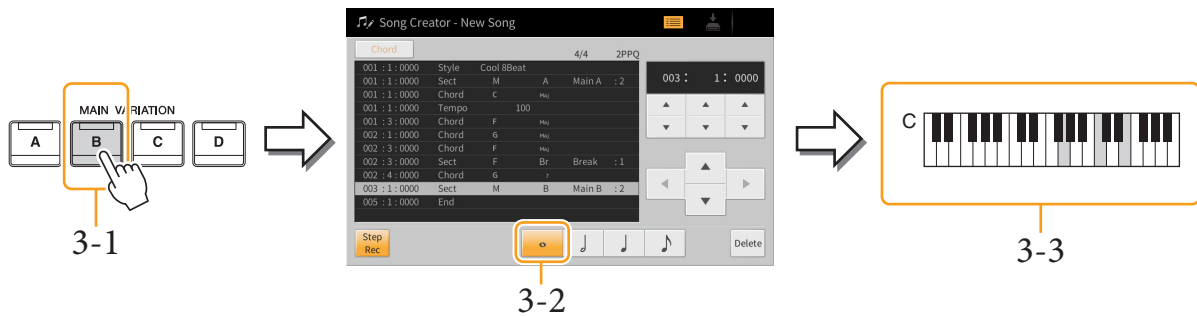 MAIN VARIATION
A B C D
3-1
Song Creator - New Song
Chord 4/4 2PPQ
001 : 1 : 0000 Style Cool 8Beat
001 : 1 : 0000 Sect M A Main A : 2
001 : 1 : 0000 Chord C Maj
001 : 1 : 0000 Tempo 100
001 : 3 : 0000 Chord F Maj
002 : 1 : 0000 Chord G Maj
002 : 3 : 0000 Chord F Maj
002 : 3 : 0000 Sect F Br Break : 1
002 : 4 : 0000 Chord G 7
003 : 1 : 0000 Sect M B Main B : 2
005 : 1 : 0000 End
003 : 1 : 0000
Step
Rec
Delete
3-2
C
3-3